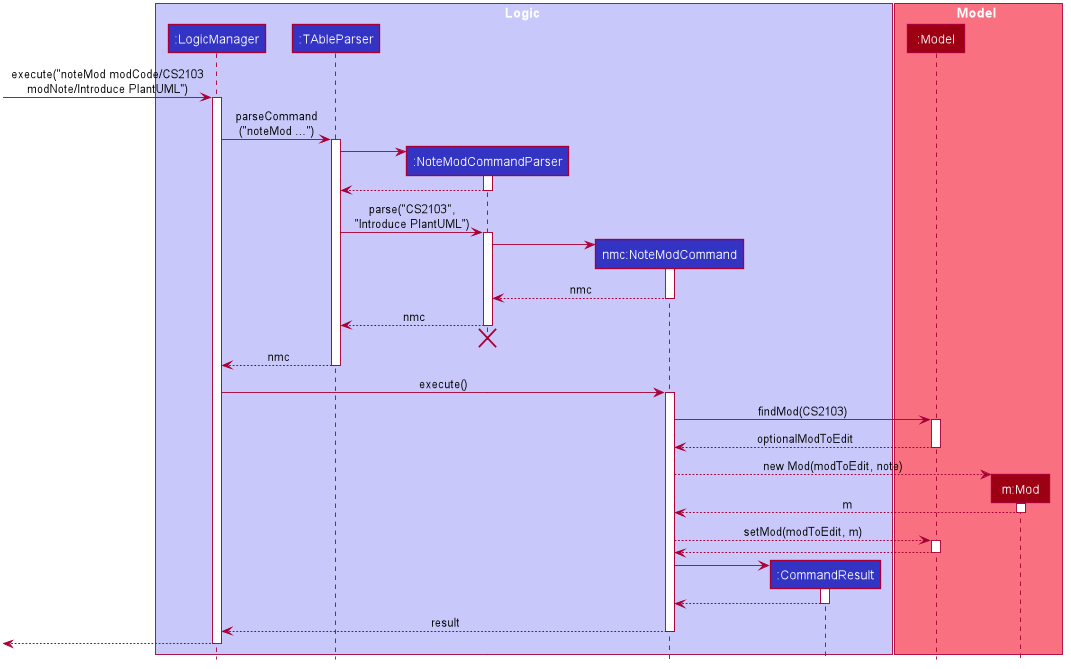 Logic
Model
:LogicManager
:TAbleParser
:Model
execute("noteMod modCode/CS2103
modNote/Introduce PlantUML")
parseCommand
("noteMod ...")
:NoteModCommandParser
parse("CS2103",
"Introduce PlantUML")
nmc:NoteModCommand
nmc
nmc
nmc
execute()
findMod(CS2103)
optionalModToEdit
new Mod(modToEdit, note)
m:Mod
m
setMod(modToEdit, m)
:CommandResult
result